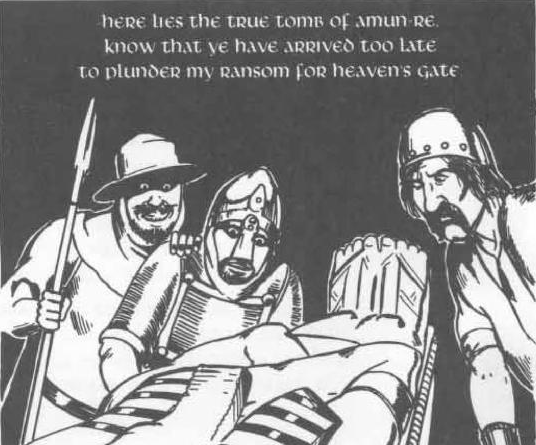 here lies the true tomb of amun-re.
know that ye have arrived too late
to plunder my ransom for heaven's gate